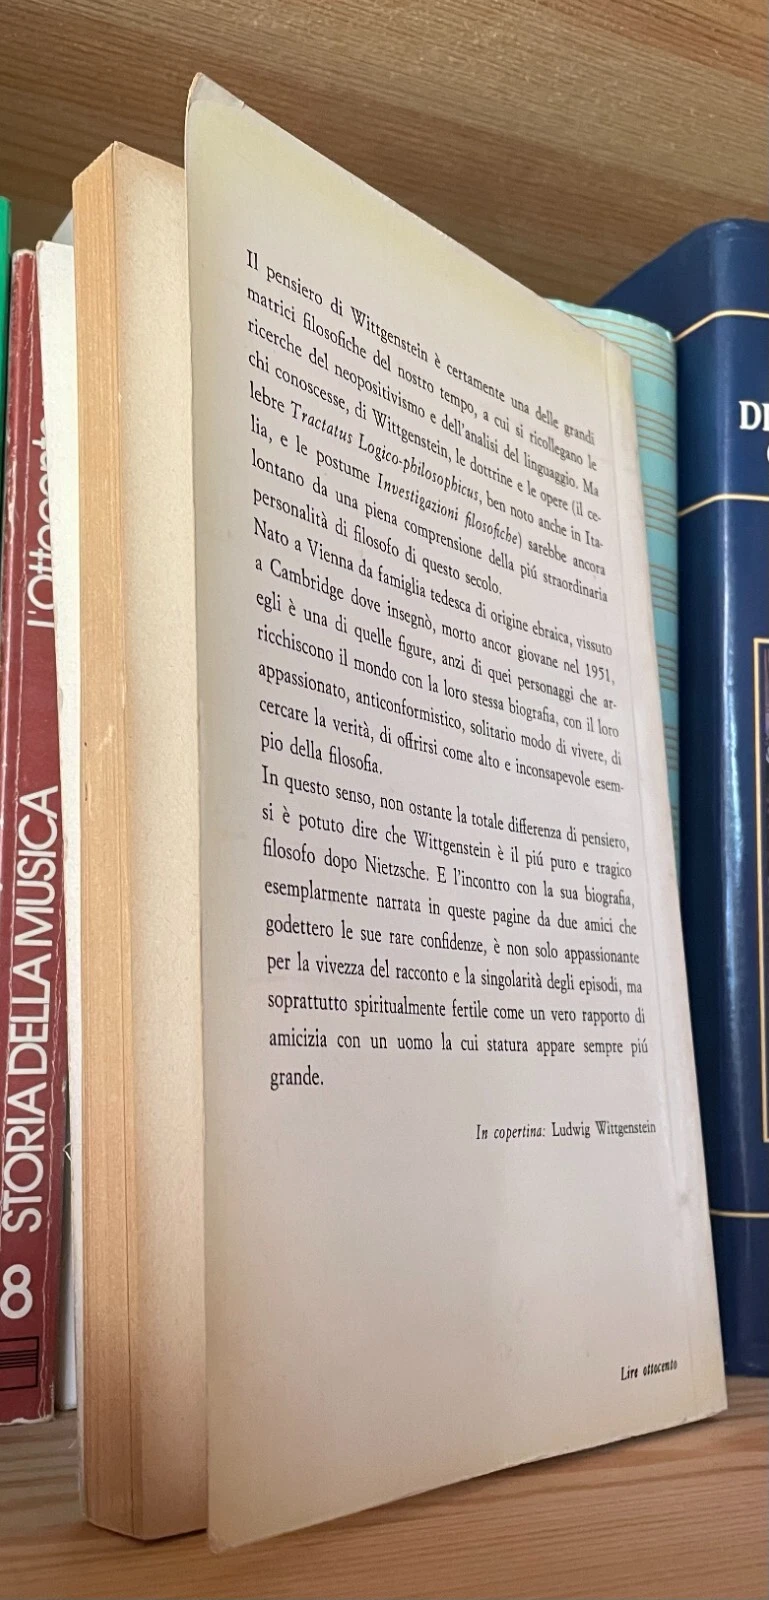 Il pensiero di Wittgenstein è certamente una delle grandi
matrici filosofiche del nostro tempo, a cui si ricollegano le
ricerche del neopositivismo e dell'analisi del linguaggio. Ma
chi conoscesse, di Wittgenstein, le dottrine e le opere (il ce-
lebre Tractatus Logico-philosophicus, ben noto anche in Ita-
lia, e le postume Investigazioni filosofiche) sarebbe ancora
lontano da una piena comprensione della piú straordinaria
personalità di filosofo di questo secolo.
Nato a Vienna da famiglia tedesca di origine ebraica, vissuto
a Cambridge dove insegnò, morto ancor giovane nel 1951,
egli è una di quelle figure, anzi di quei personaggi che ar-
ricchiscono il mondo con la loro stessa biografia, con il loro
appassionato, anticonformistico, solitario modo di vivere, di
cercare la verità, di offrirsi come alto e inconsapevole esem-
pio della filosofia.
In questo senso, non ostante la totale differenza di pensiero,
si è potuto dire che Wittgenstein è il piú puro e tragico
filosofo dopo Nietzsche. E l'incontro con la sua biografia,
esemplarmente narrata in queste pagine da due amici che
godettero le sue rare confidenze, è non solo appassionante
per la vivezza del racconto e la singolarità degli episodi, ma
soprattutto spiritualmente fertile come un vero rapporto di
amicizia con un uomo la cui statura appare sempre piú
grande.
In copertina: Ludwig Wittgenstein
Lire ottocento
8 STORIA DELLA MUSICA
l'Ottocento